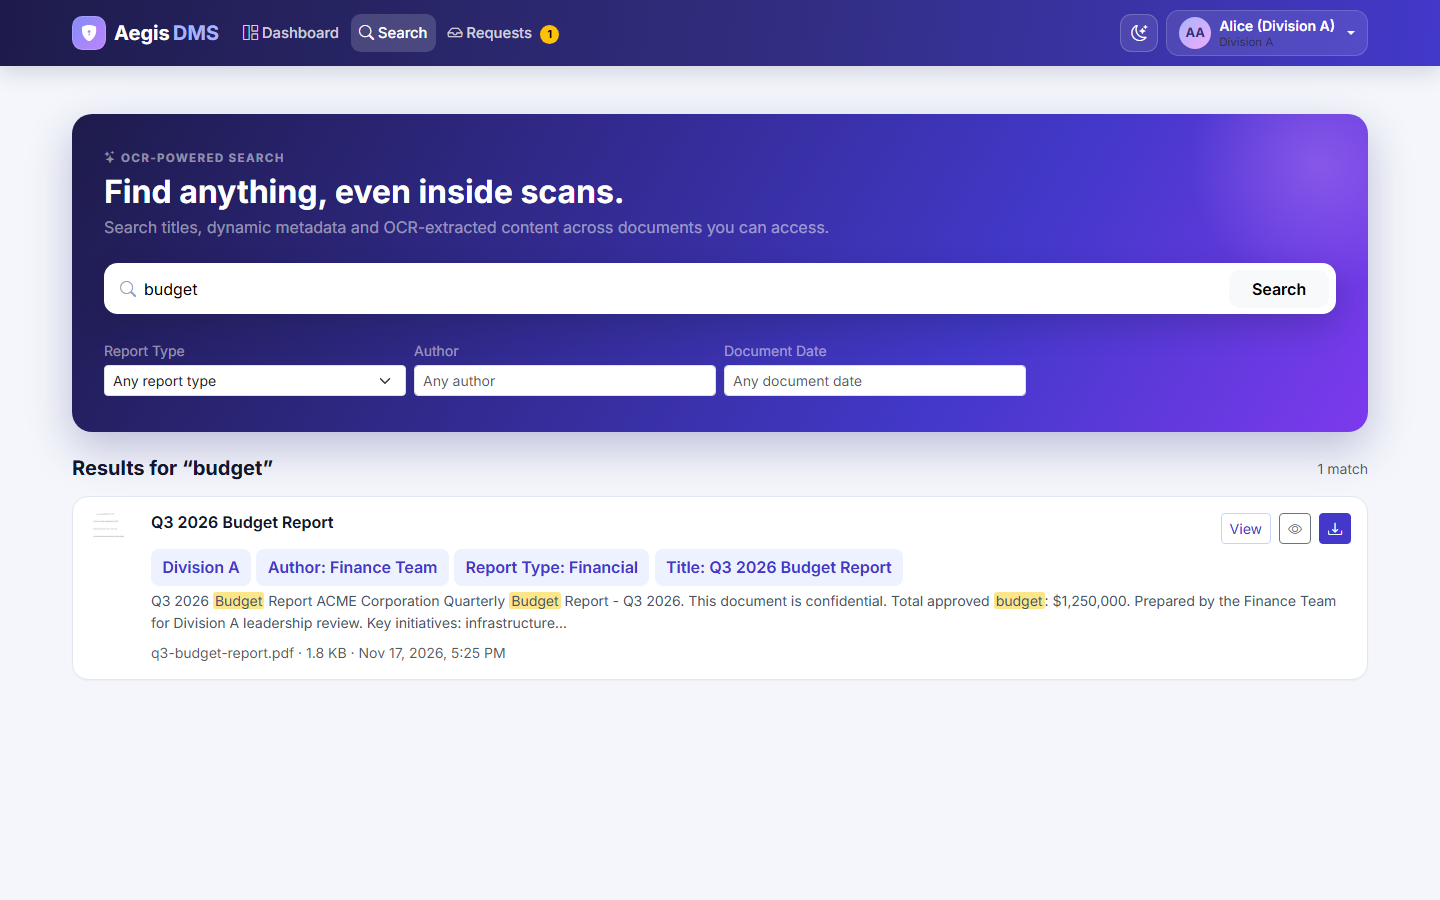 Aegis DMS
Dashboard
Search
Requests 1
AA
Alice (Division A)
Division A
OCR-POWERED SEARCH
Find anything, even inside scans.
Search titles, dynamic metadata and OCR-extracted content across documents you can access.
budget
Search
Report Type
Author
Document Date
Any report type
Any author
Any document date
Results for “budget”
1 match
Q3 2026 Budget Report
View
Division A
Author: Finance Team
Report Type: Financial
Title: Q3 2026 Budget Report
Q3 2026 Budget Report ACME Corporation Quarterly Budget Report - Q3 2026. This document is confidential. Total approved budget: $1,250,000. Prepared by the Finance Team
for Division A leadership review. Key initiatives: infrastructure...
q3-budget-report.pdf · 1.8 KB · Nov 17, 2026, 5:25 PM